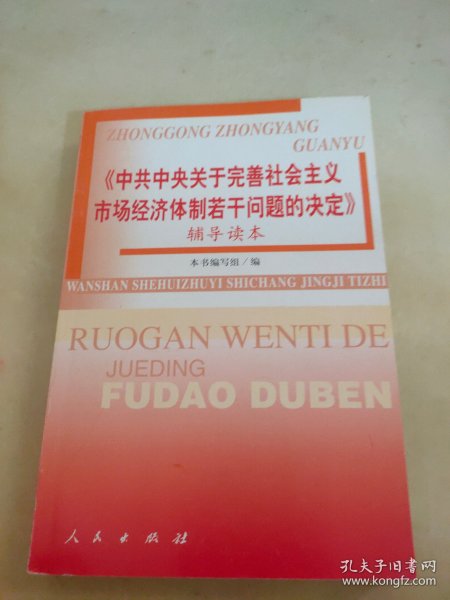 ZHONGGONG ZHONGYANG
GUANYU
《中共中央关于完善社会主义
市场经济体制若干问题的决定》
辅导读本
本书编写组／编
WANSHAN SHEHUIZHUYI SHICHANG JINGJI TIZHI
RUOGAN WENTI DE
JUEDING
FUDAO DUBEN
人民出版社
孔夫子旧书网
www.kongfz.com